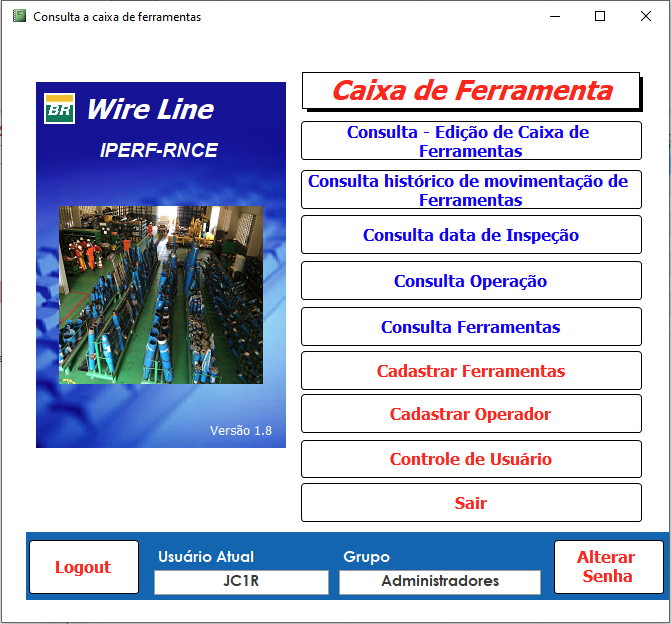 Consulta a caixa de ferramentas
BR Wire Line
IPERF-RNCE
Versão 1.8
Caixa de Ferramenta
Consulta - Edição de Caixa de
Ferramentas
Consulta histórico de movimentação de
Ferramentas
Consulta data de Inspeção
Consulta Operação
Consulta Ferramentas
Cadastrar Ferramentas
Cadastrar Operador
Controle de Usuário
Sair
Logout
Usuário Atual
JC1R
Grupo
Administradores
Alterar
Senha